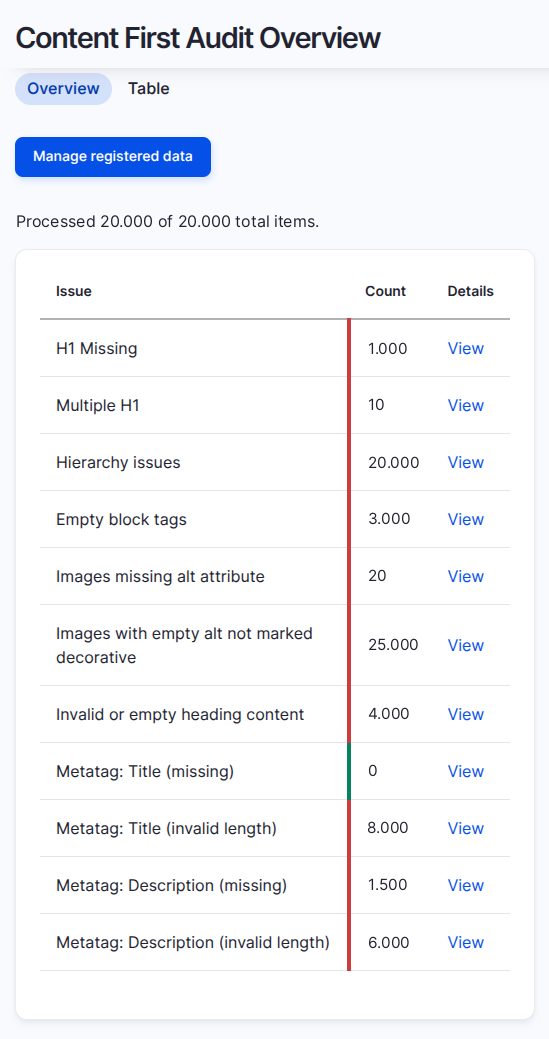 Content First Audit Overview
Overview Table
Manage registered data
Processed 20.000 of 20.000 total items.
Issue Count Details
H1 Missing 1.000 View
Multiple H1 10 View
Hierarchy issues 20.000 View
Empty block tags 3.000 View
Images missing alt attribute 20 View
Images with empty alt not marked
decorative 25.000 View
Invalid or empty heading content 4.000 View
Metatag: Title (missing) 0 View
Metatag: Title (invalid length) 8.000 View
Metatag: Description (missing) 1.500 View
Metatag: Description (invalid length) 6.000 View